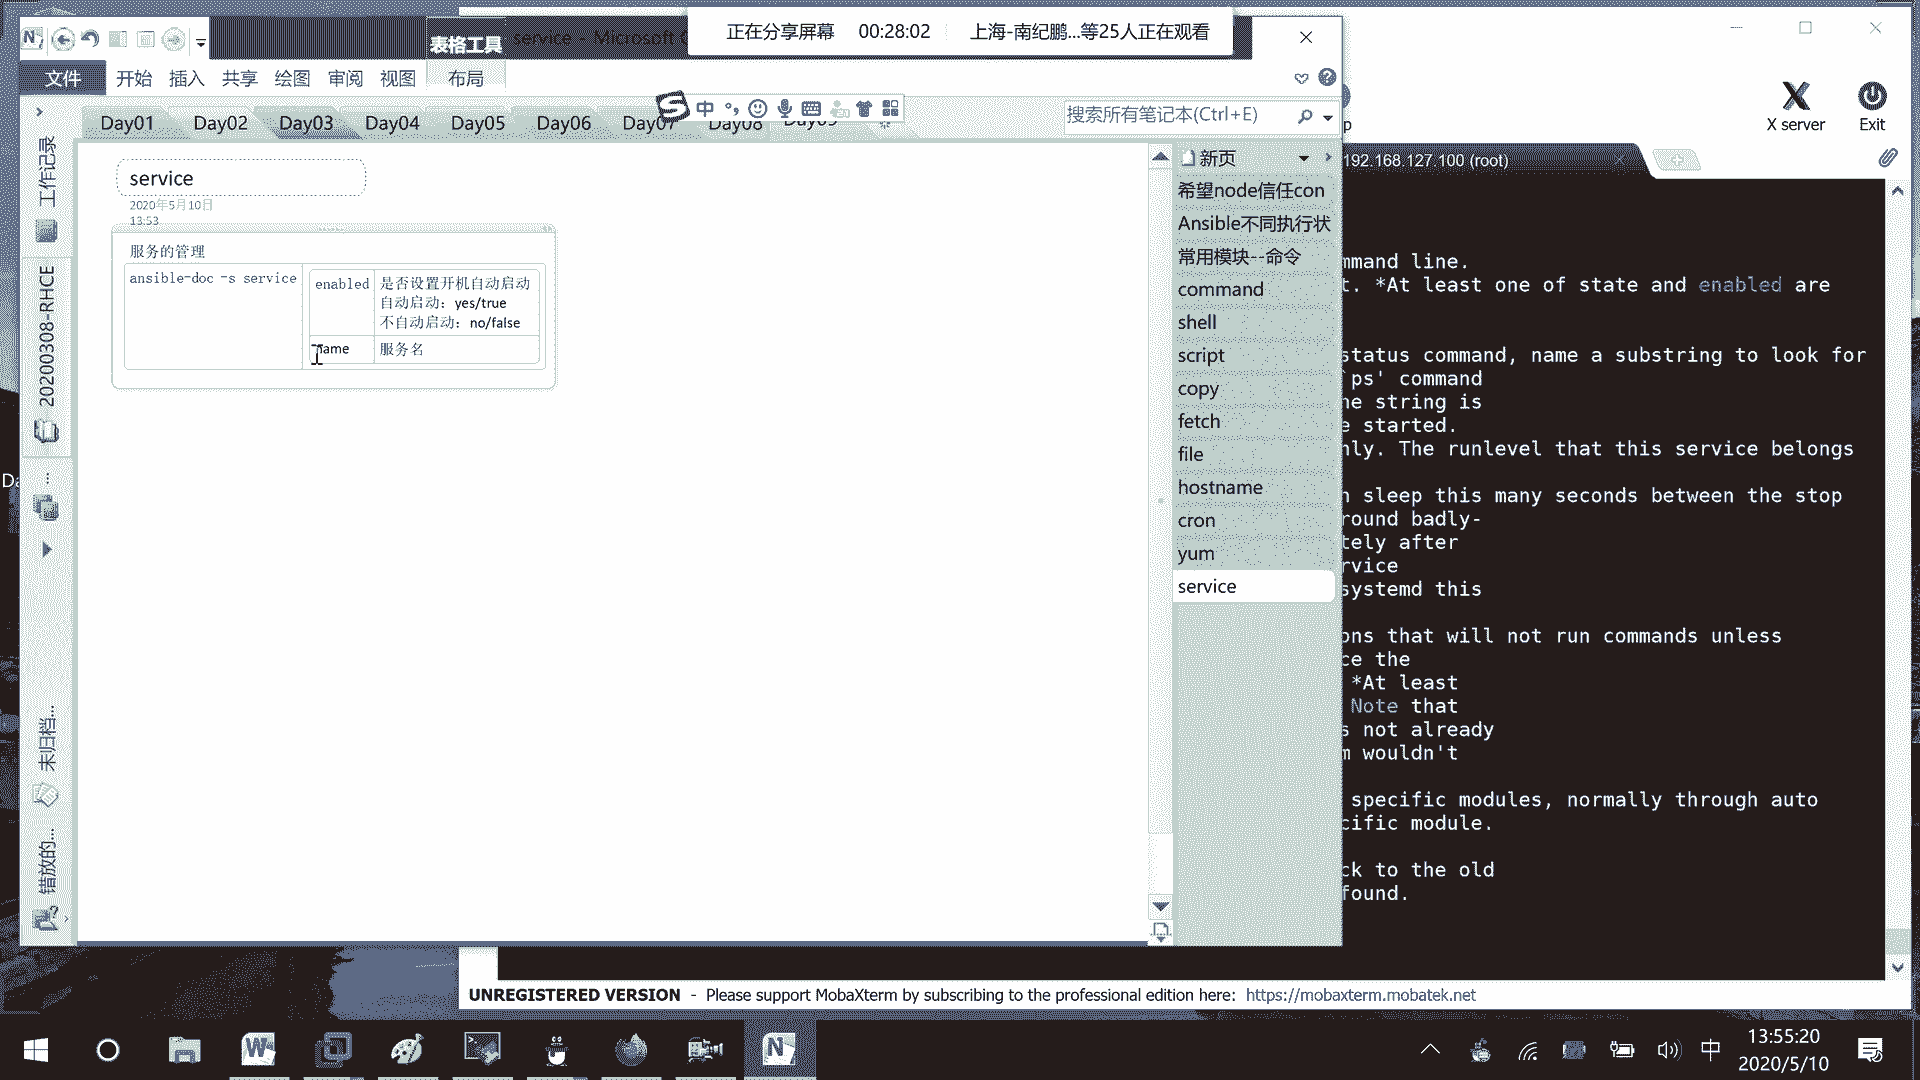 正在分享屏幕 00:28:02 上海-南纪鹏...等25人正在观看
表格工具 service - Microsoft
文件 开始 插入 共享 绘图 审阅 视图 布局
中
搜索所有笔记本(Ctrl+E)
X server Exit
Day01 Day02 Day03 Day04 Day05 Day06 Day07 Day08 Day09
192.168.127.100 (root)
工作记录
20200308-RHCE
未归档...
错放的...
service
2020年5月10日
13:53
服务的管理
ansible-doc -s service
enabled 是否设置开机自动启动
自动启动：yes/true
不自动启动：no/false
name 服务名
新页
希望node信任con
Ansible不同执行状
常用模块--命令
command
shell
script
copy
fetch
file
hostname
cron
yum
service
mmand line.
t. *At least one of state and enabled are
status command, name a substring to look for
`ps' command
he string is
e started.
nly. The runlevel that this service belongs
n sleep this many seconds between the stop
round badly-
tely after
rvice
systemd this
ons that will not run commands unless
ce the
*At least
Note that
s not already
m wouldn't
specific modules, normally through auto
cific module.
ck to the old
found.
UNREGISTERED VERSION - Please support MobaXterm by subscribing to the professional edition here: https://mobaxterm.mobatek.net
中
13:55:20
2020/5/10